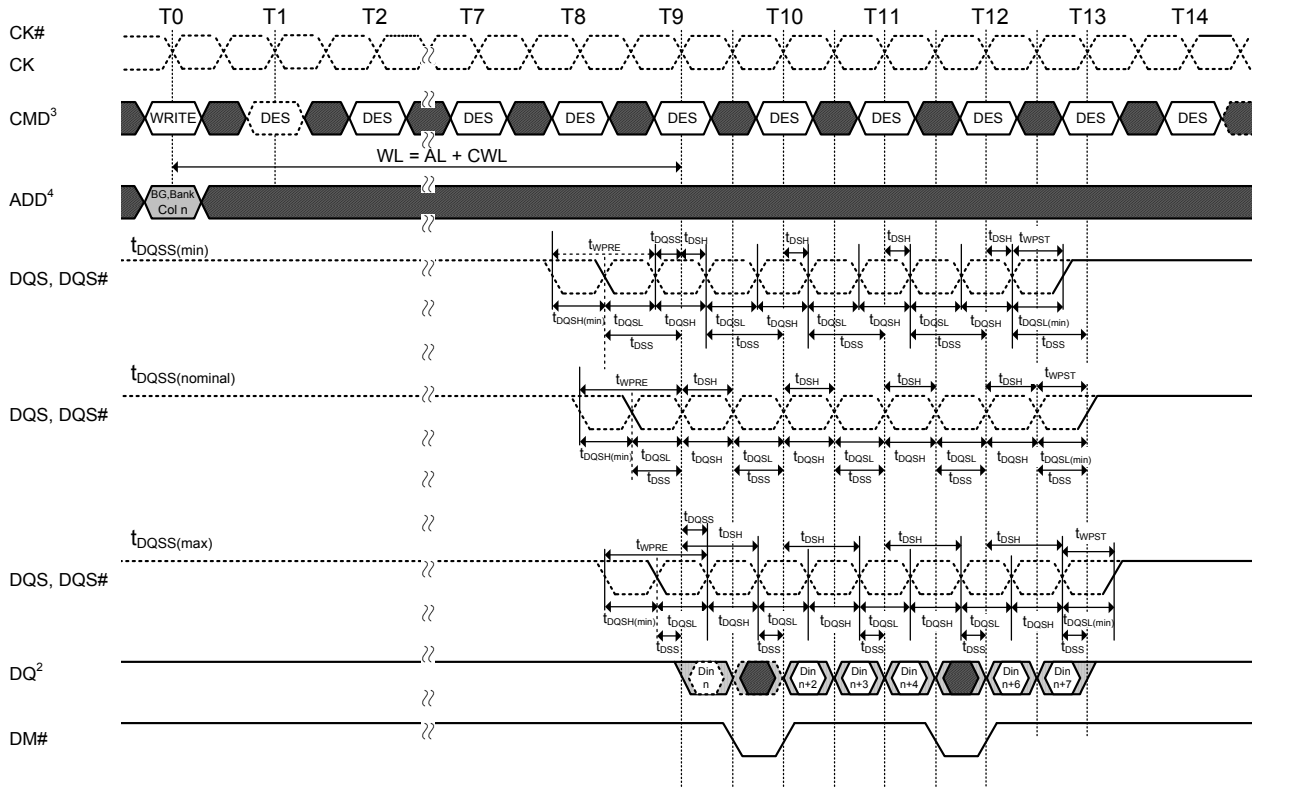 T0 T1 T2 T7 T8 T9 T10 T11 T12 T13 T14
CK#
CK
CMD3 WRITE DES DES DES DES DES DES DES DES DES DES
WL = AL + CWL
ADD4 BG,Bank
Col n
tDQSS(min)
tWPRE tDQSS tDSH tDSH tDSH tDSH tWPST
DQS, DQS#
tDQSH(min) tDQSL tDQSH tDQSL tDQSH tDQSL tDQSH tDQSL tDQSH tDQSL(min)
tDSS tDSS tDSS tDSS tDSS
tDQSS(nominal)
tWPRE tDSH tDSH tDSH tDSH tWPST
DQS, DQS#
tDQSH(min) tDQSL tDQSH tDQSL tDQSH tDQSL tDQSH tDQSL tDQSH tDQSL(min)
tDSS tDSS tDSS tDSS tDSS
tDQSS
tDQSS(max)
tWPRE tDSH tDSH tDSH tDSH tWPST
DQS, DQS#
tDQSH(min) tDQSL tDQSH tDQSL tDQSH tDQSL tDQSH tDQSL tDQSH tDQSL(min)
tDSS tDSS tDSS tDSS tDSS
DQ2 Din Din Din Din Din Din
n n+2 n+3 n+4 n+6 n+7
DM#